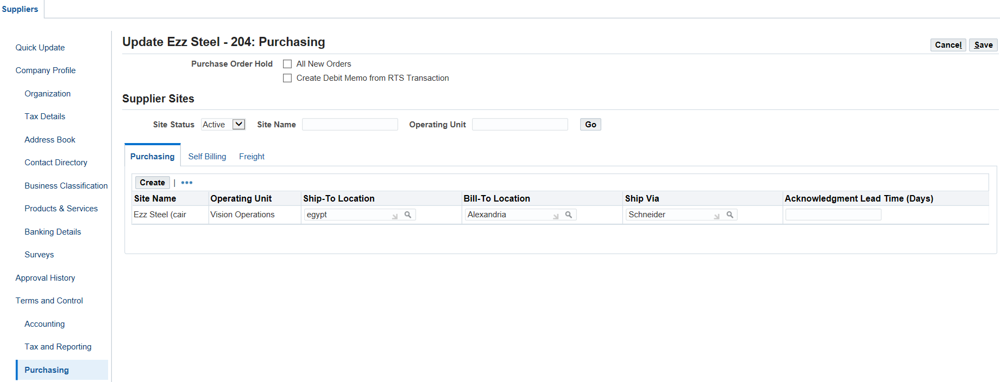 Suppliers
Quick Update
Company Profile
Organization
Tax Details
Address Book
Contact Directory
Business Classification
Products & Services
Banking Details
Surveys
Approval History
Terms and Control
Accounting
Tax and Reporting
Purchasing
Update Ezz Steel - 204: Purchasing
Cancel Save
Purchase Order Hold All New Orders
Create Debit Memo from RTS Transaction
Supplier Sites
Site Status Active Site Name Operating Unit Go
Purchasing Self Billing Freight
Create | •••
Site Name Operating Unit Ship-To Location Bill-To Location Ship Via Acknowledgment Lead Time (Days)
Ezz Steel (cair Vision Operations egypt Alexandria Schneider